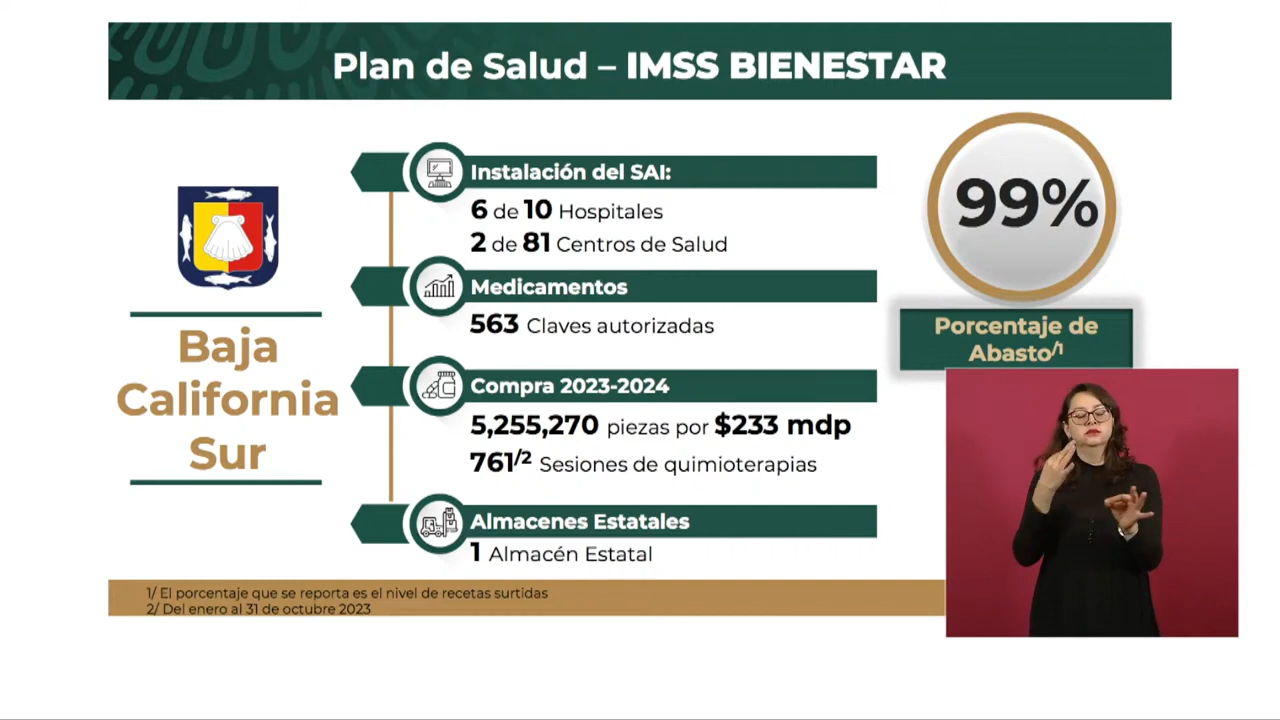 Plan de Salud – IMSS BIENESTAR
Baja
California
Sur
Instalación del SAI:
6 de 10 Hospitales
2 de 81 Centros de Salud
Medicamentos
563 Claves autorizadas
Compra 2023-2024
5,255,270 piezas por $233 mdp
761/2 Sesiones de quimioterapias
Almacenes Estatales
1 Almacén Estatal
99%
Porcentaje de
Abasto/1
1/ El porcentaje que se reporta es el nivel de recetas surtidas
2/ Del enero al 31 de octubre 2023